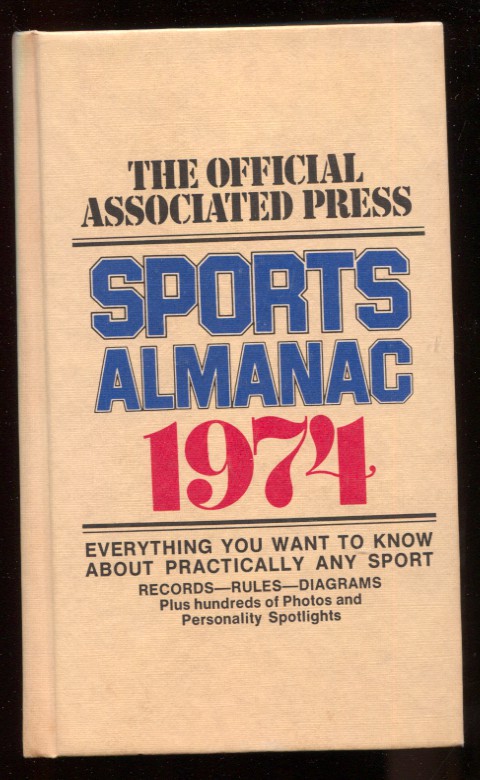 THE OFFICIAL
ASSOCIATED PRESS
SPORTS
ALMANAC
1974
EVERYTHING YOU WANT TO KNOW
ABOUT PRACTICALLY ANY SPORT
RECORDS—RULES—DIAGRAMS
Plus hundreds of Photos and
Personality Spotlights